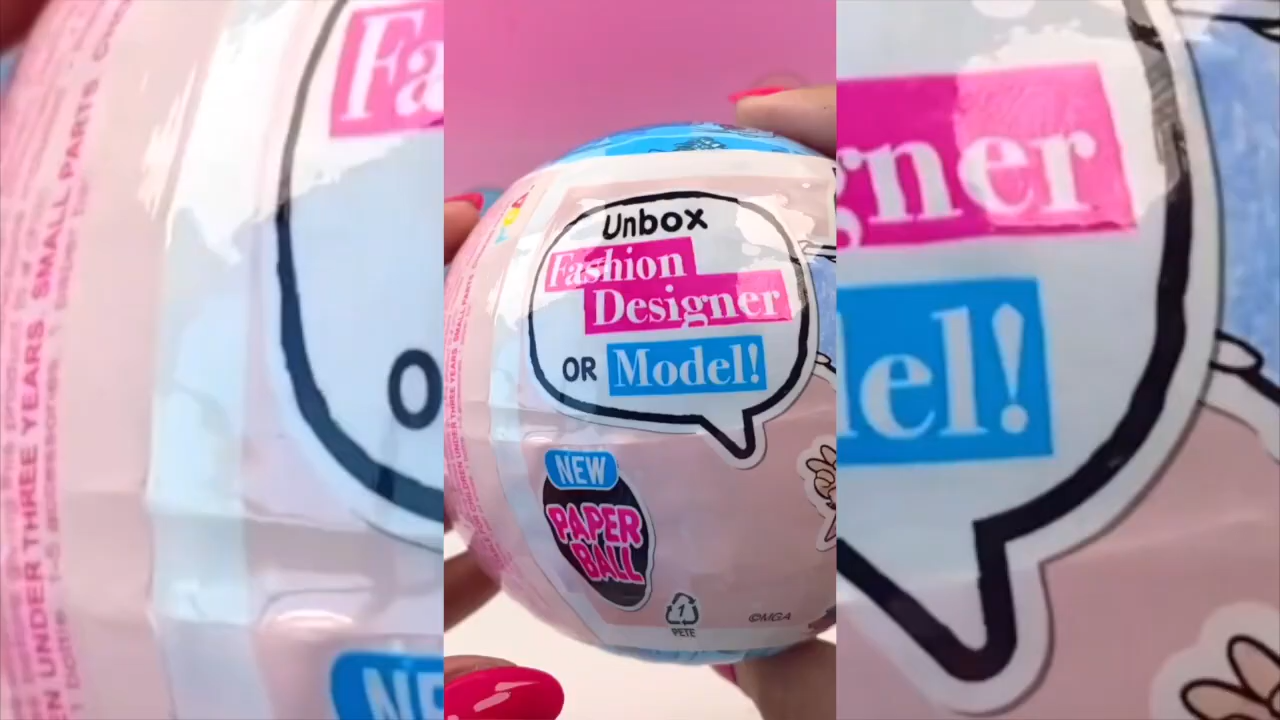 Unbox
Fashion
Designer
OR Model!
NEW
PAPER
BALL
1
PETE
©MGA
UNDER THREE YEARS SMALL PARTS
Fa
O
NE
gner
el!